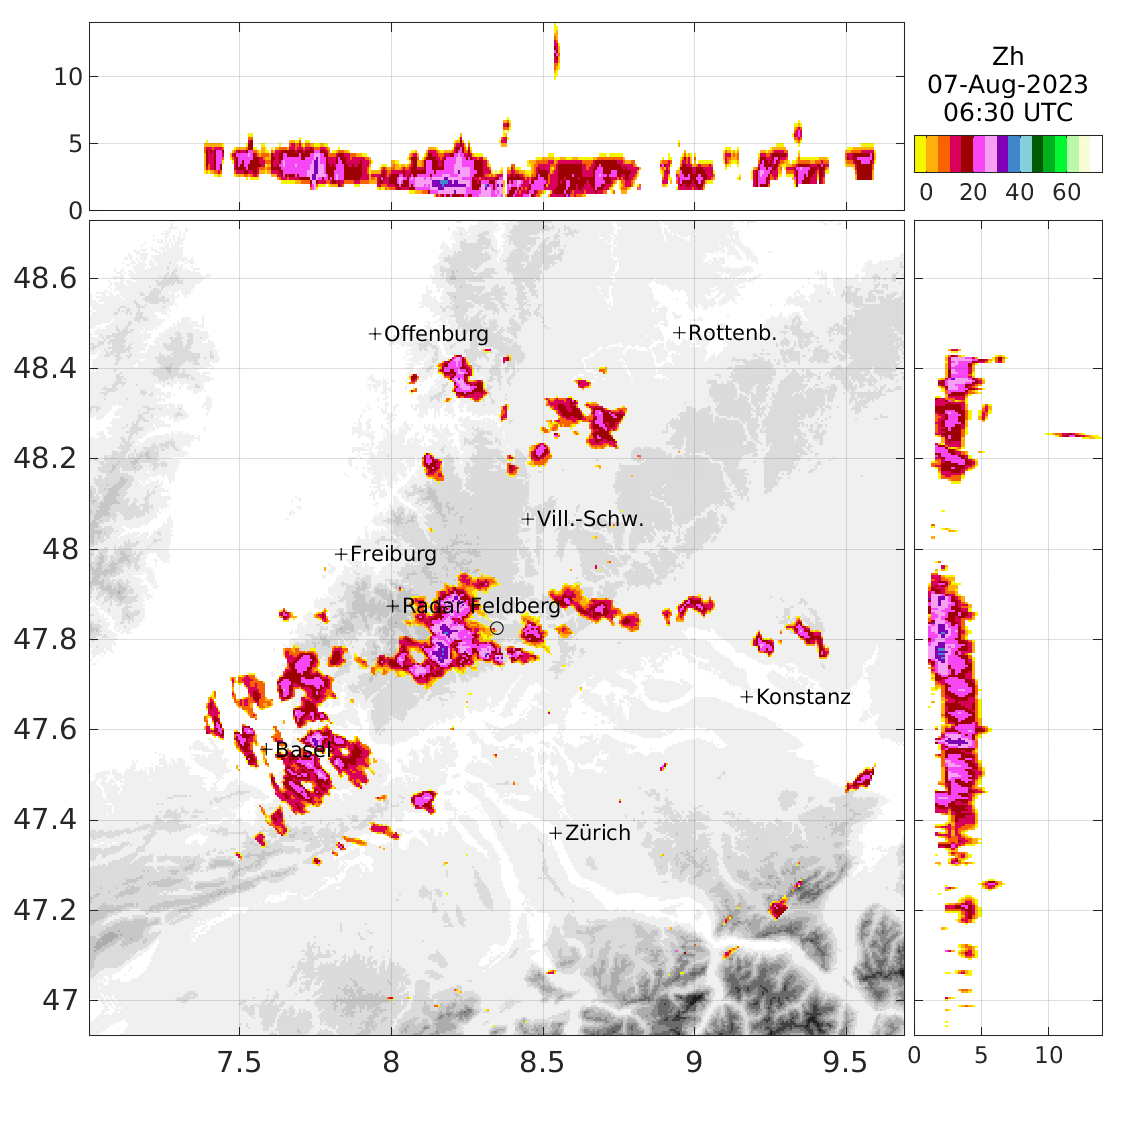 10
5
0
Zh
07-Aug-2023
06:30 UTC
0 20 40 60
48.6
48.4
48.2
48
47.8
47.6
47.4
47.2
47
+Offenburg
+Rottenb.
+Vill.-Schw.
+Freiburg
+Radar Feldberg
+Konstanz
+Basel
+Zürich
7.5 8 8.5 9 9.5
0 5 10